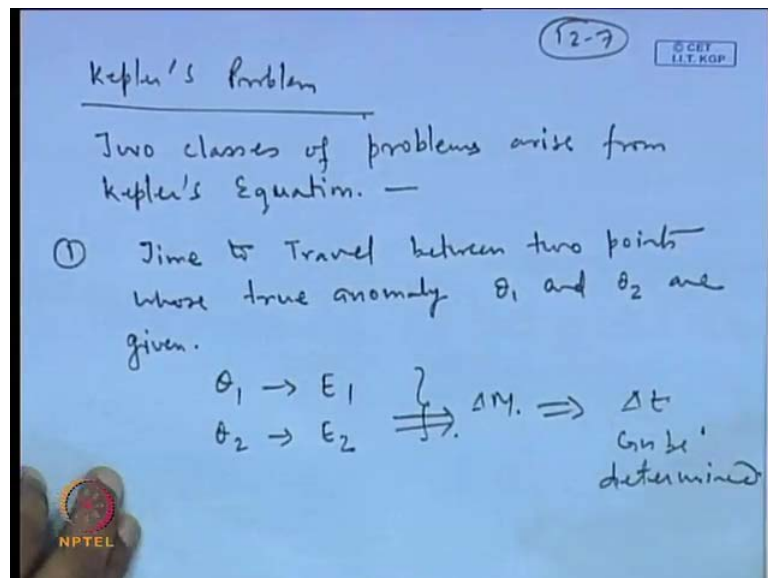 12-7
© CET
I.I.T. KGP
Kepler's Problem
Two classes of problems arise from
Kepler's Equation. —
① Time to Travel between two points
whose true anomaly θ₁ and θ₂ are
given.
θ₁ → E₁ } ⇒ ΔM. ⇒ Δt
θ₂ → E₂ can be
determined
NPTEL